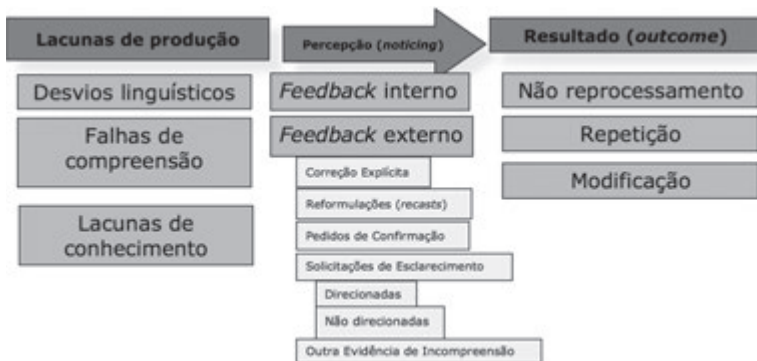 Lacunas de produção
Desvios linguísticos
Falhas de
compreensão
Lacunas de
conhecimento
Percepção (noticing)
Feedback interno
Feedback externo
Correção Explícita
Reformulações (recasts)
Pedidos de Confirmação
Solicitações de Esclarecimento
Direcionadas
Não direcionadas
Outra Evidência de Incompreensão
Resultado (outcome)
Não reprocessamento
Repetição
Modificação